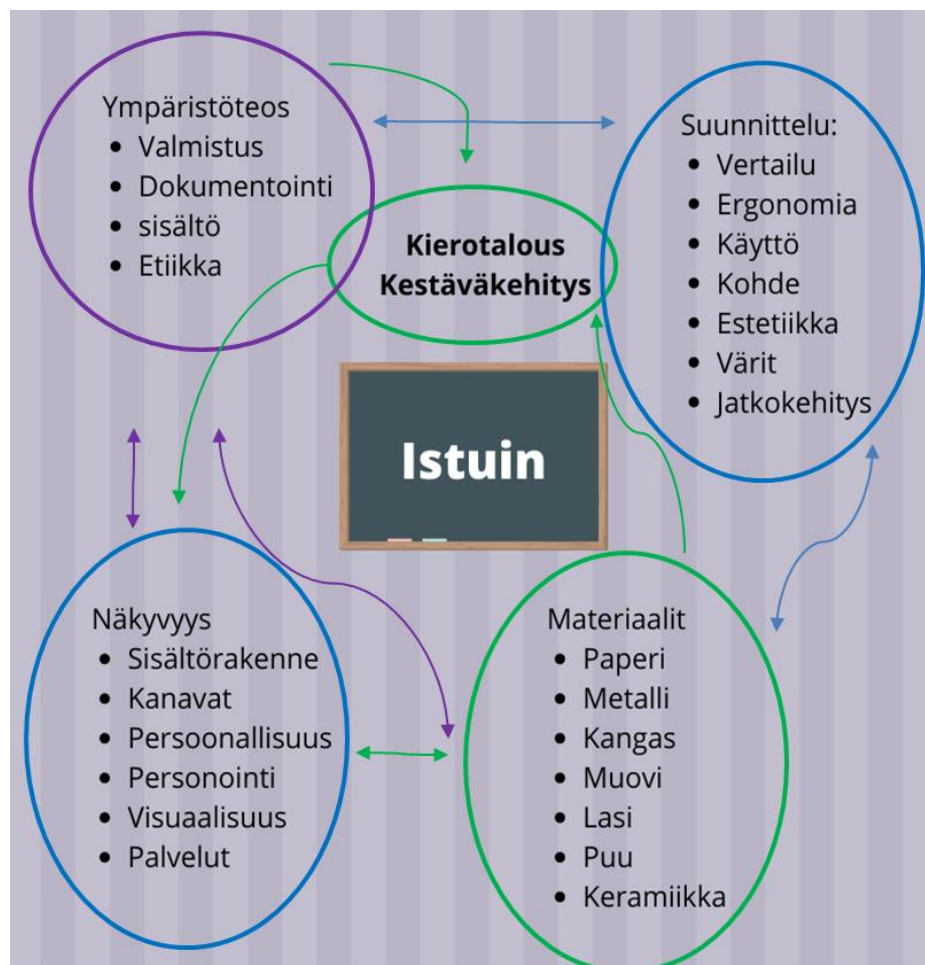 Ympäristöteos
• Valmistus
• Dokumentointi
• sisältö
• Etiikka
Suunnittelu:
• Vertailu
• Ergonomia
• Käyttö
• Kohde
• Estetiikka
• Värit
• Jatkokehitys
Kierotalous
Kestäväkehitys
Istuin
Näkyvyys
• Sisältörakenne
• Kanavat
• Persoonallisuus
• Personointi
• Visuaalisuus
• Palvelut
Materiaalit
• Paperi
• Metalli
• Kangas
• Muovi
• Lasi
• Puu
• Keramiikka